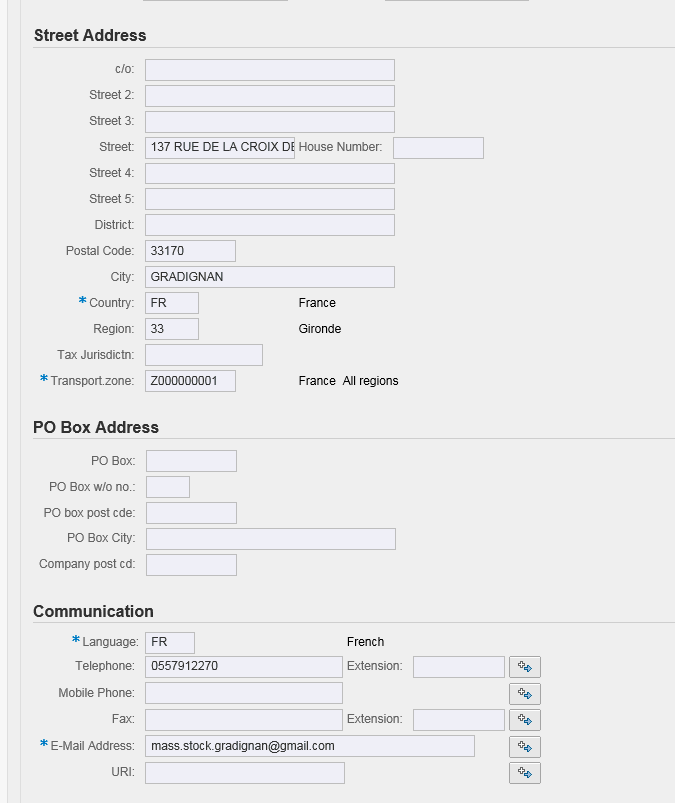 Street Address
c/o:
Street 2:
Street 3:
Street: 137 RUE DE LA CROIX DE House Number:
Street 4:
Street 5:
District:
Postal Code: 33170
City: GRADIGNAN
* Country: FR France
Region: 33 Gironde
Tax Jurisdictn:
* Transport.zone: Z000000001 France All regions
PO Box Address
PO Box:
PO Box w/o no.:
PO box post cde:
PO Box City:
Company post cd:
Communication
* Language: FR French
Telephone: 0557912270 Extension:
Mobile Phone:
Fax: Extension:
* E-Mail Address: mass.stock.gradignan@gmail.com
URI: